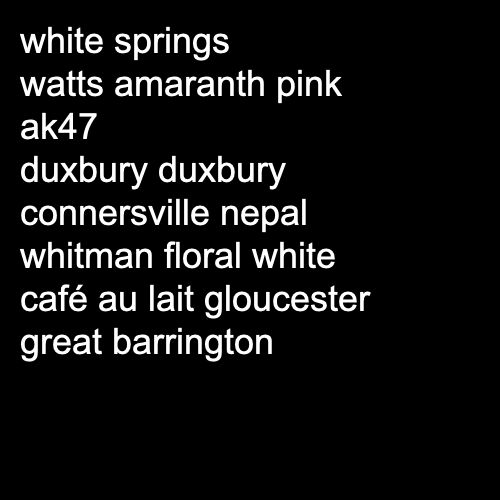 white springs
watts amaranth pink
ak47
duxbury duxbury
connersville nepal
whitman floral white
café au lait gloucester
great barrington